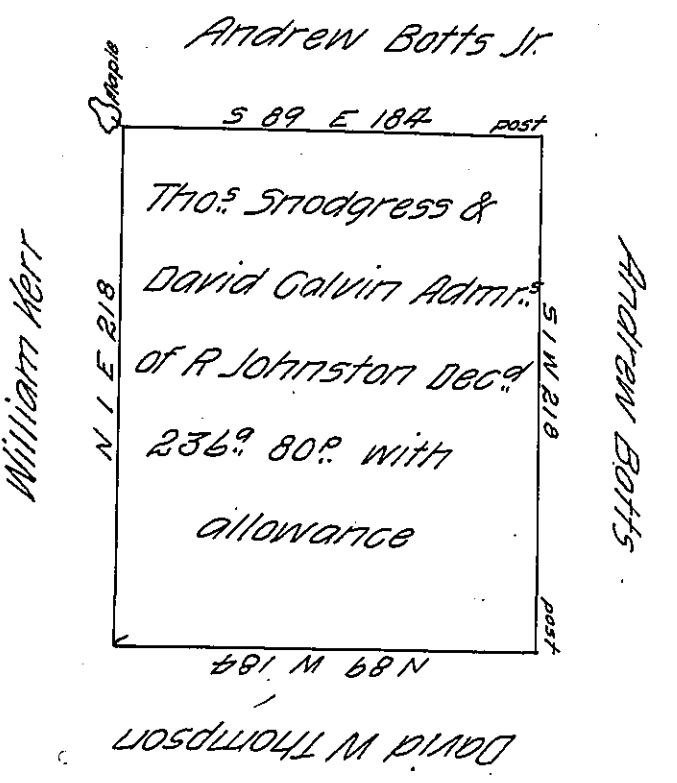 Andrew Botts Jr.
Maple
S 89 E 184 post
William Kerr
N 1 E 218
Thos. Snodgress &
David Calvin Admrs.
of R Johnston Decd.
236a. 80p. with
allowance
S 1 W 218
Andrew Botts
post
N 89 W 184
David W Thompson